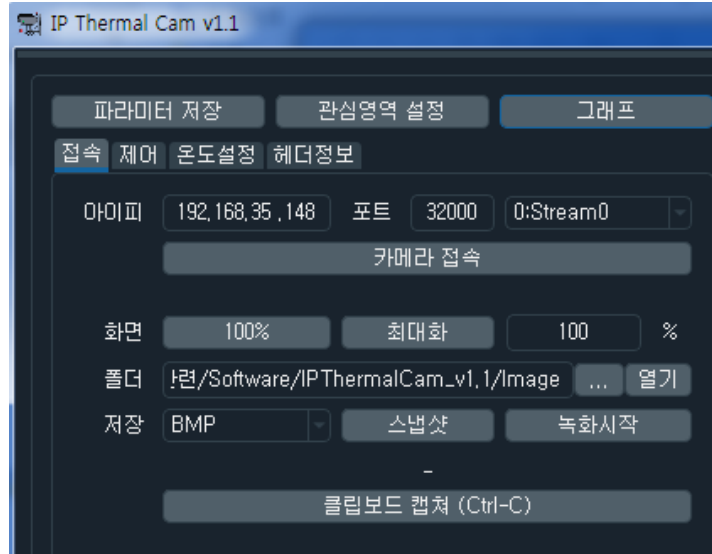 IP Thermal Cam v1.1
파라미터 저장 관심영역 설정 그래프
접속 제어 온도설정 헤더정보
아이피 192,168,35 ,148 포트 32000 0:Stream0
카메라 접속
화면 100% 최대화 100 %
폴더 련/Software/IPThermalCam_v1,1/Image ... 열기
저장 BMP 스냅샷 녹화시작
-
클립보드 캡쳐 (Ctrl-C)